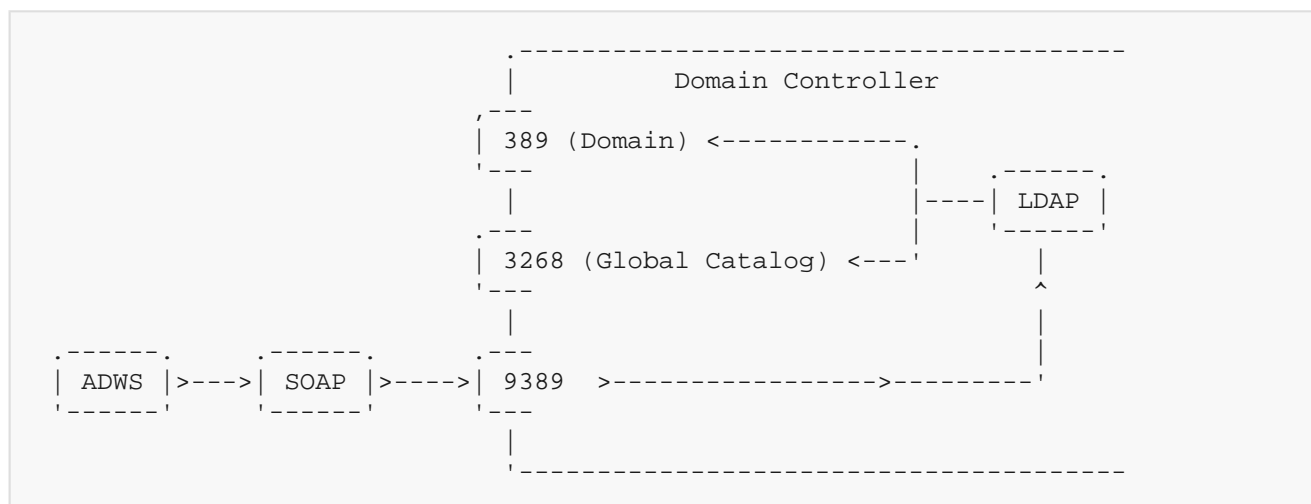 Domain Controller
389 (Domain)
LDAP
3268 (Global Catalog)
ADWS SOAP 9389